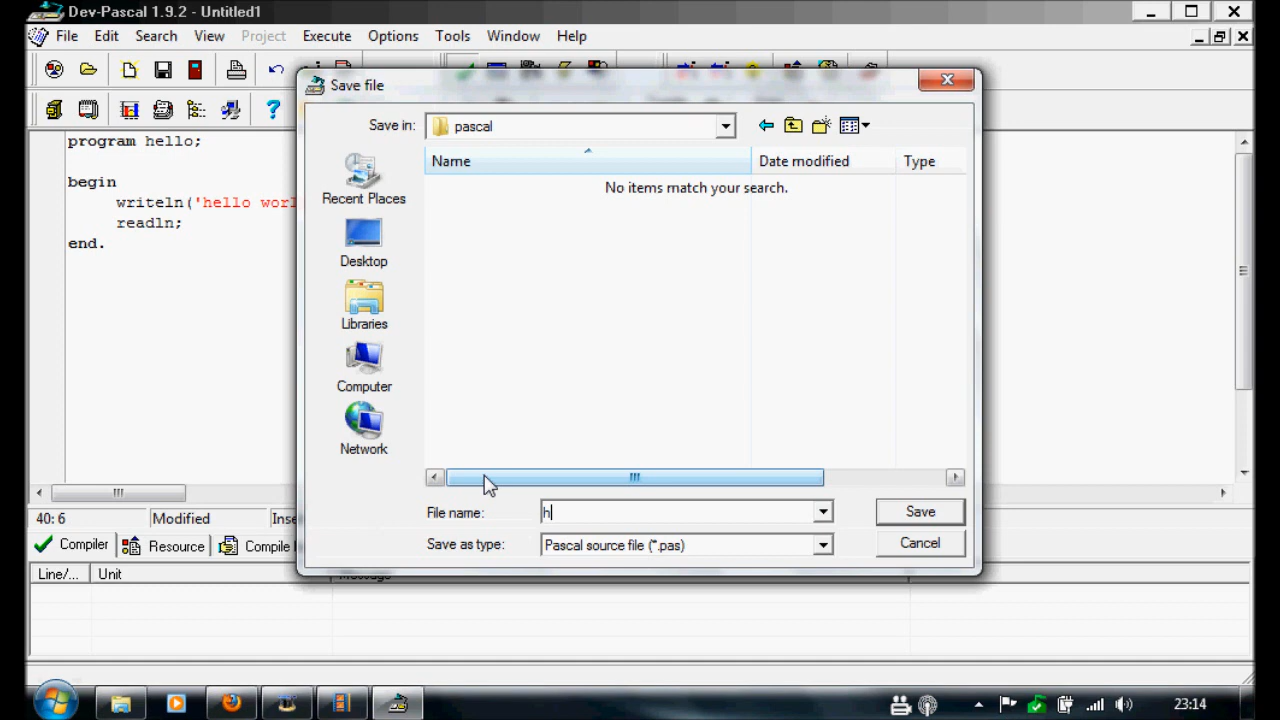 Dev-Pascal 1.9.2 - Untitled1
File Edit Search View Project Execute Options Tools Window Help
Save file
Save in: pascal
program hello;
Name Date modified Type
No items match your search.
Recent Places
begin
writeln('hello worl
readln;
end.
Desktop
Libraries
Computer
Network
File name: h Save
40: 6 Modified Inse
Save as type: Pascal source file (*.pas) Cancel
Compiler Resource Compile
Line/... Unit Message
23:14